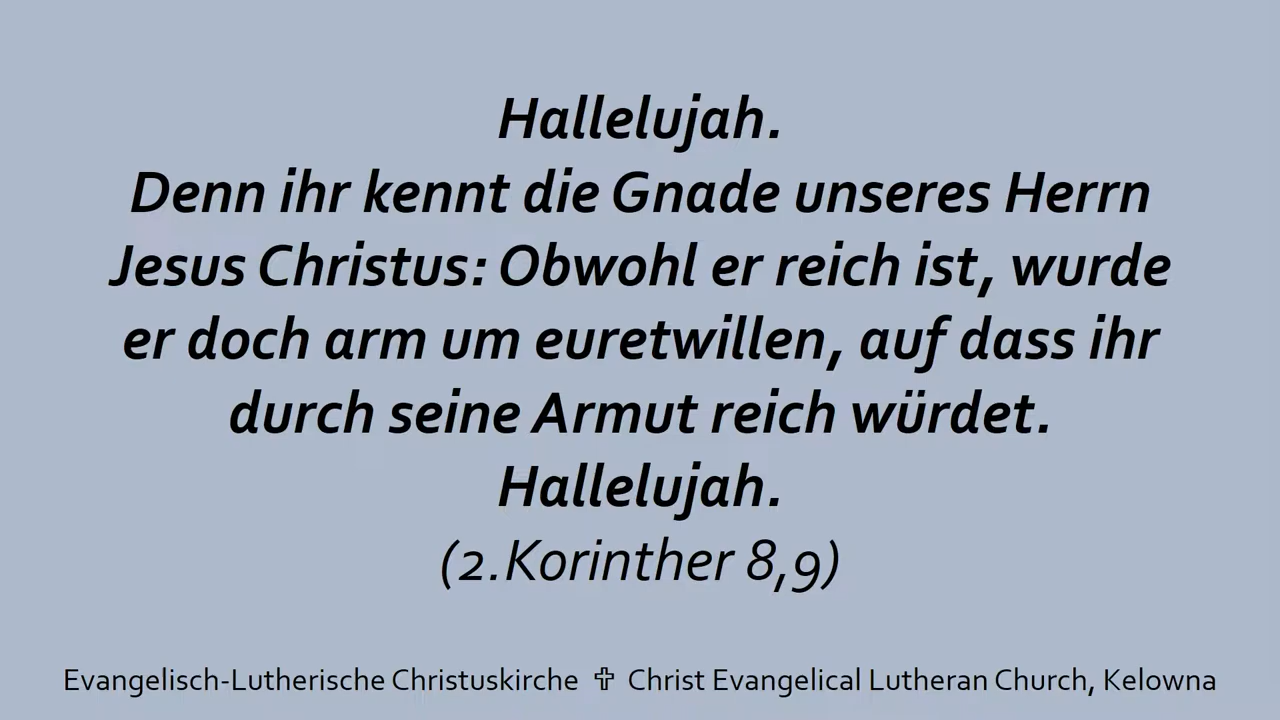 Hallelujah.
Denn ihr kennt die Gnade unseres Herrn
Jesus Christus: Obwohl er reich ist, wurde
er doch arm um euretwillen, auf dass ihr
durch seine Armut reich würdet.
Hallelujah.
(2.Korinther 8,9)
Evangelisch-Lutherische Christuskirche ✞ Christ Evangelical Lutheran Church, Kelowna